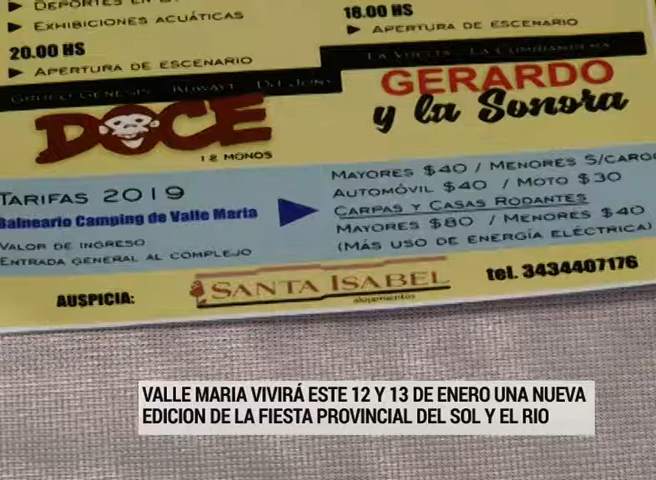 DEPORTES EN
EXHIBICIONES ACUÁTICAS
20.00 HS
APERTURA DE ESCENARIO
GRUPO GENESIS
DOCE
12 MONOS
18.00 HS
APERTURA DE ESCENARIO
LA VUELTA - LA CUMBIAMBERA
GERARDO
y la Sonora
TARIFAS 2019
Balneario Camping de Valle María
VALOR DE INGRESO
ENTRADA GENERAL AL COMPLEJO
MAYORES $40 / MENORES S/CARGO
AUTOMÓVIL $40 / MOTO $30
CARPAS Y CASAS RODANTES
MAYORES $80 / MENORES $40
(MÁS USO DE ENERGÍA ELÉCTRICA)
AUSPICIA:
SANTA ISABEL
alojamientos
tel. 3434407176
VALLE MARIA VIVIRÁ ESTE 12 Y 13 DE ENERO UNA NUEVA
EDICION DE LA FIESTA PROVINCIAL DEL SOL Y EL RIO